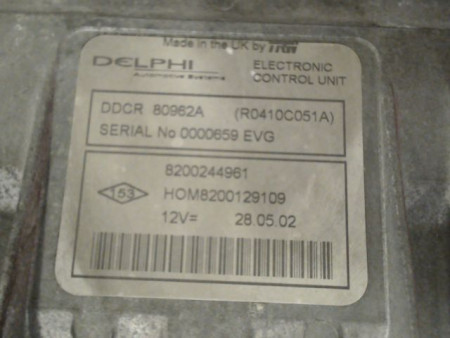 Made in the UK by TRW
DELPHI
Automotive Systems
ELECTRONIC
CONTROL UNIT
DDCR 80962A (R0410C051A)
SERIAL No 0000659 EVG
8200244961
153 HOM8200129109
12V= 28.05.02